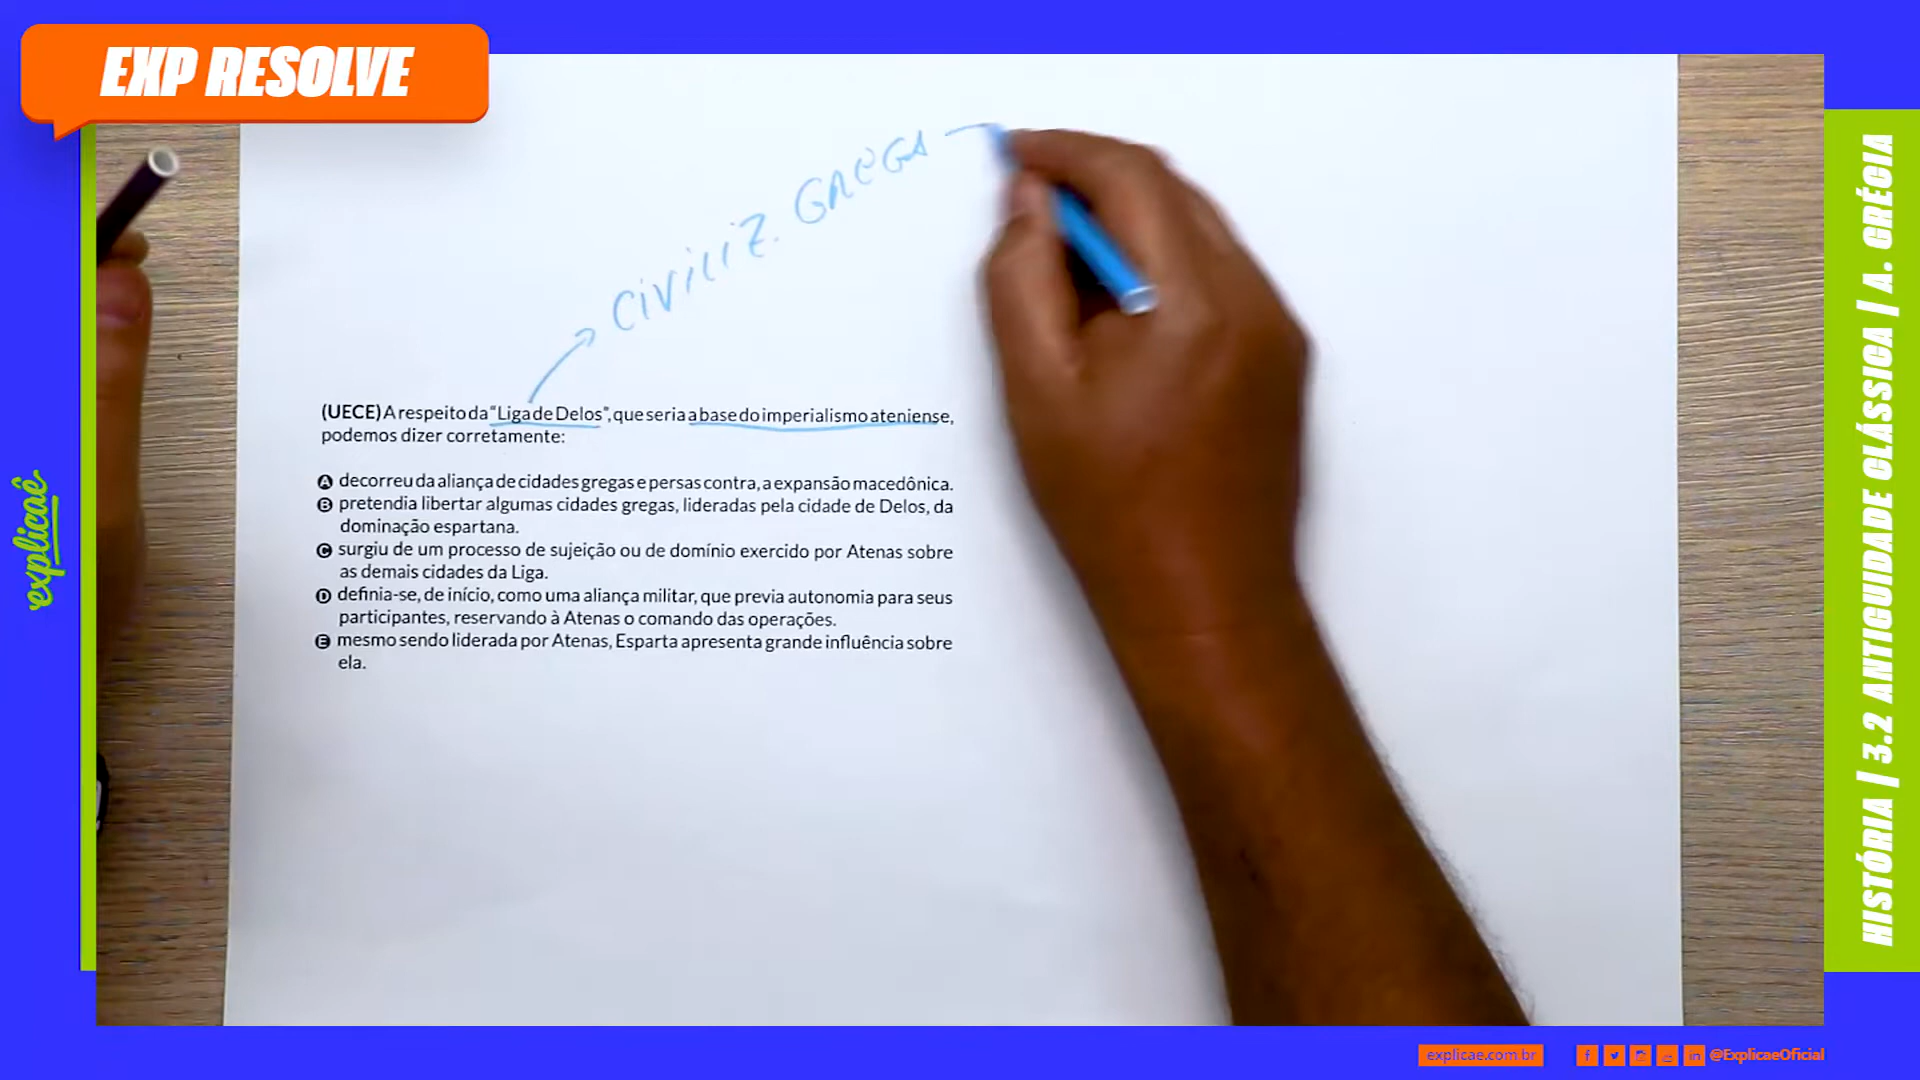 EXP RESOLVE
CIVILIZ. GREGA
(UECE) A respeito da "Liga de Delos", que seria a base do imperialismo ateniense,
podemos dizer corretamente:
A decorreu da aliança de cidades gregas e persas contra, a expansão macedônica.
B pretendia libertar algumas cidades gregas, lideradas pela cidade de Delos, da
dominação espartana.
C surgiu de um processo de sujeição ou de domínio exercido por Atenas sobre
as demais cidades da Liga.
D definia-se, de início, como uma aliança militar, que previa autonomia para seus
participantes, reservando à Atenas o comando das operações.
E mesmo sendo liderada por Atenas, Esparta apresenta grande influência sobre
ela.
explicaê
HISTÓRIA | 3.2 ANTIGUIDADE CLÁSSICA | A. GRÉCIA
explicae.com.br
@ExplicaeOficial